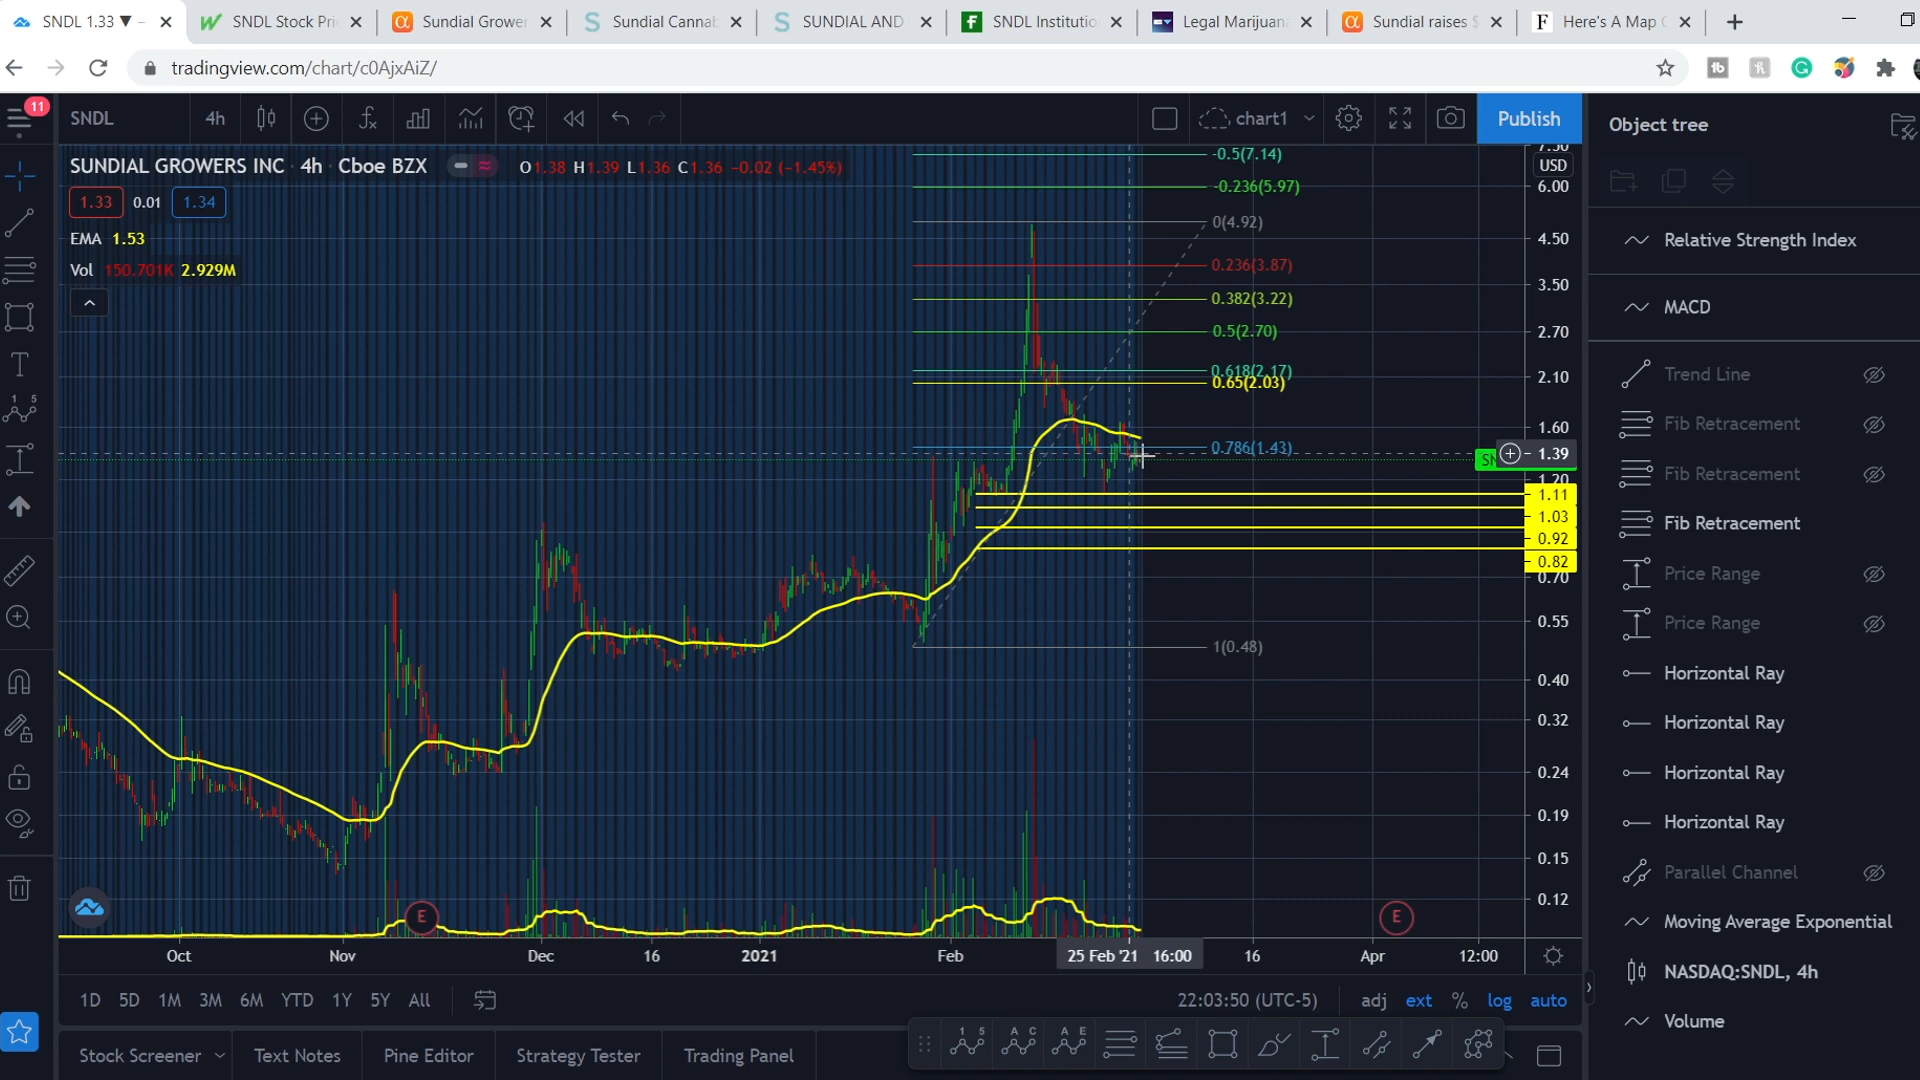 SNDL 1.33 ▼ −
SNDL Stock Pri
Sundial Grower
Sundial Cannab
SUNDIAL AND
SNDL Institutio
Legal Marijuana
Sundial raises $
Here's A Map
tradingview.com/chart/c0AjxAiZ/
11
SNDL
4h
chart1
Publish
Object tree
SUNDIAL GROWERS INC · 4h · Cboe BZX
O1.38 H1.39 L1.36 C1.36 −0.02 (−1.45%)
1.33 0.01 1.34
EMA 1.53
Vol 150.701K 2.929M
-0.5(7.14)
-0.236(5.97)
0(4.92)
0.236(3.87)
0.382(3.22)
0.5(2.70)
0.618(2.17)
0.65(2.03)
0.786(1.43)
1(0.48)
7.50
USD
6.00
4.50
3.50
2.70
2.10
1.60
1.39
1.20
1.11
1.03
0.92
0.82
0.70
0.55
0.40
0.32
0.24
0.19
0.15
0.12
E
E
Oct
Nov
Dec
16
2021
Feb
25 Feb '21 16:00
16
Apr
12:00
1D 5D 1M 3M 6M YTD 1Y 5Y All
22:03:50 (UTC-5)
adj ext % log auto
Stock Screener
Text Notes
Pine Editor
Strategy Tester
Trading Panel
Relative Strength Index
MACD
Trend Line
Fib Retracement
Fib Retracement
Fib Retracement
Price Range
Price Range
Horizontal Ray
Horizontal Ray
Horizontal Ray
Horizontal Ray
Parallel Channel
Moving Average Exponential
NASDAQ:SNDL, 4h
Volume